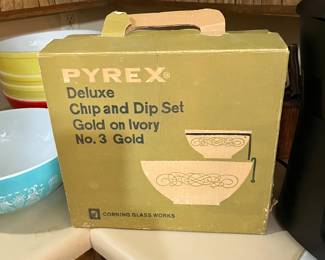 PYREX®
Deluxe
Chip and Dip Set
Gold on Ivory
No. 3 Gold
CORNING GLASS WORKS